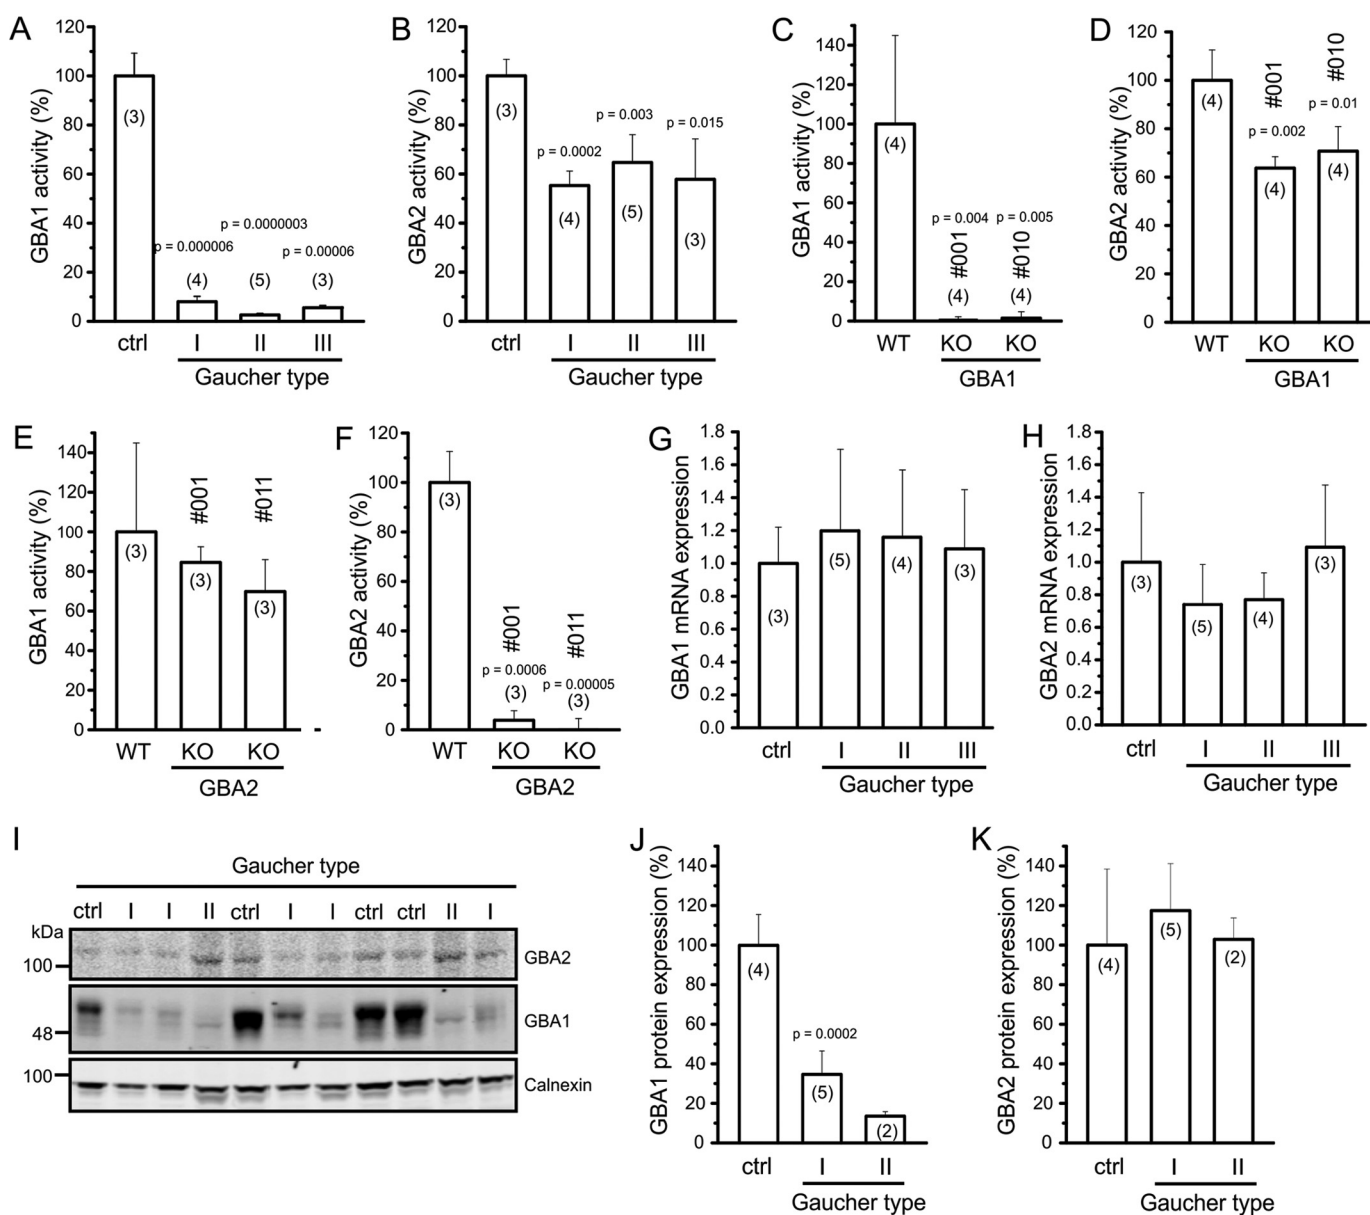 A
GBA1 activity (%)
120
100
80
60
40
20
0
(3)
p = 0.000006
p = 0.0000003
p = 0.00006
(4)
(5)
(3)
ctrl I II III
Gaucher type
B
GBA2 activity (%)
120
100
80
60
40
20
0
(3)
p = 0.0002
p = 0.003
p = 0.015
(4)
(5)
(3)
ctrl I II III
Gaucher type
C
GBA1 activity (%)
140
120
100
80
60
40
20
0
(4)
p = 0.004
p = 0.005
#001
#010
(4)
(4)
WT KO KO
GBA1
D
GBA2 activity (%)
120
100
80
60
40
20
0
(4)
#001
#010
p = 0.002
p = 0.01
(4)
(4)
WT KO KO
GBA1
E
GBA1 activity (%)
140
120
100
80
60
40
20
0
(3)
#001
#011
(3)
(3)
WT KO KO
GBA2
F
GBA2 activity (%)
120
100
80
60
40
20
0
(3)
#001
#011
p = 0.0006
p = 0.00005
(3)
(3)
WT KO KO
GBA2
G
GBA1 mRNA expression
1.8
1.6
1.4
1.2
1.0
0.8
0.6
0.4
0.2
0.0
(3)
(5)
(4)
(3)
ctrl I II III
Gaucher type
H
GBA2 mRNA expression
1.8
1.6
1.4
1.2
1.0
0.8
0.6
0.4
0.2
0.0
(3)
(5)
(4)
(3)
ctrl I II III
Gaucher type
I
Gaucher type
ctrl I I II ctrl I I ctrl ctrl II I
kDa
100
GBA2
48
GBA1
100
Calnexin
J
GBA1 protein expression (%)
140
120
100
80
60
40
20
0
(4)
p = 0.0002
(5)
(2)
ctrl I II
Gaucher type
K
GBA2 protein expression (%)
140
120
100
80
60
40
20
0
(4)
(5)
(2)
ctrl I II
Gaucher type